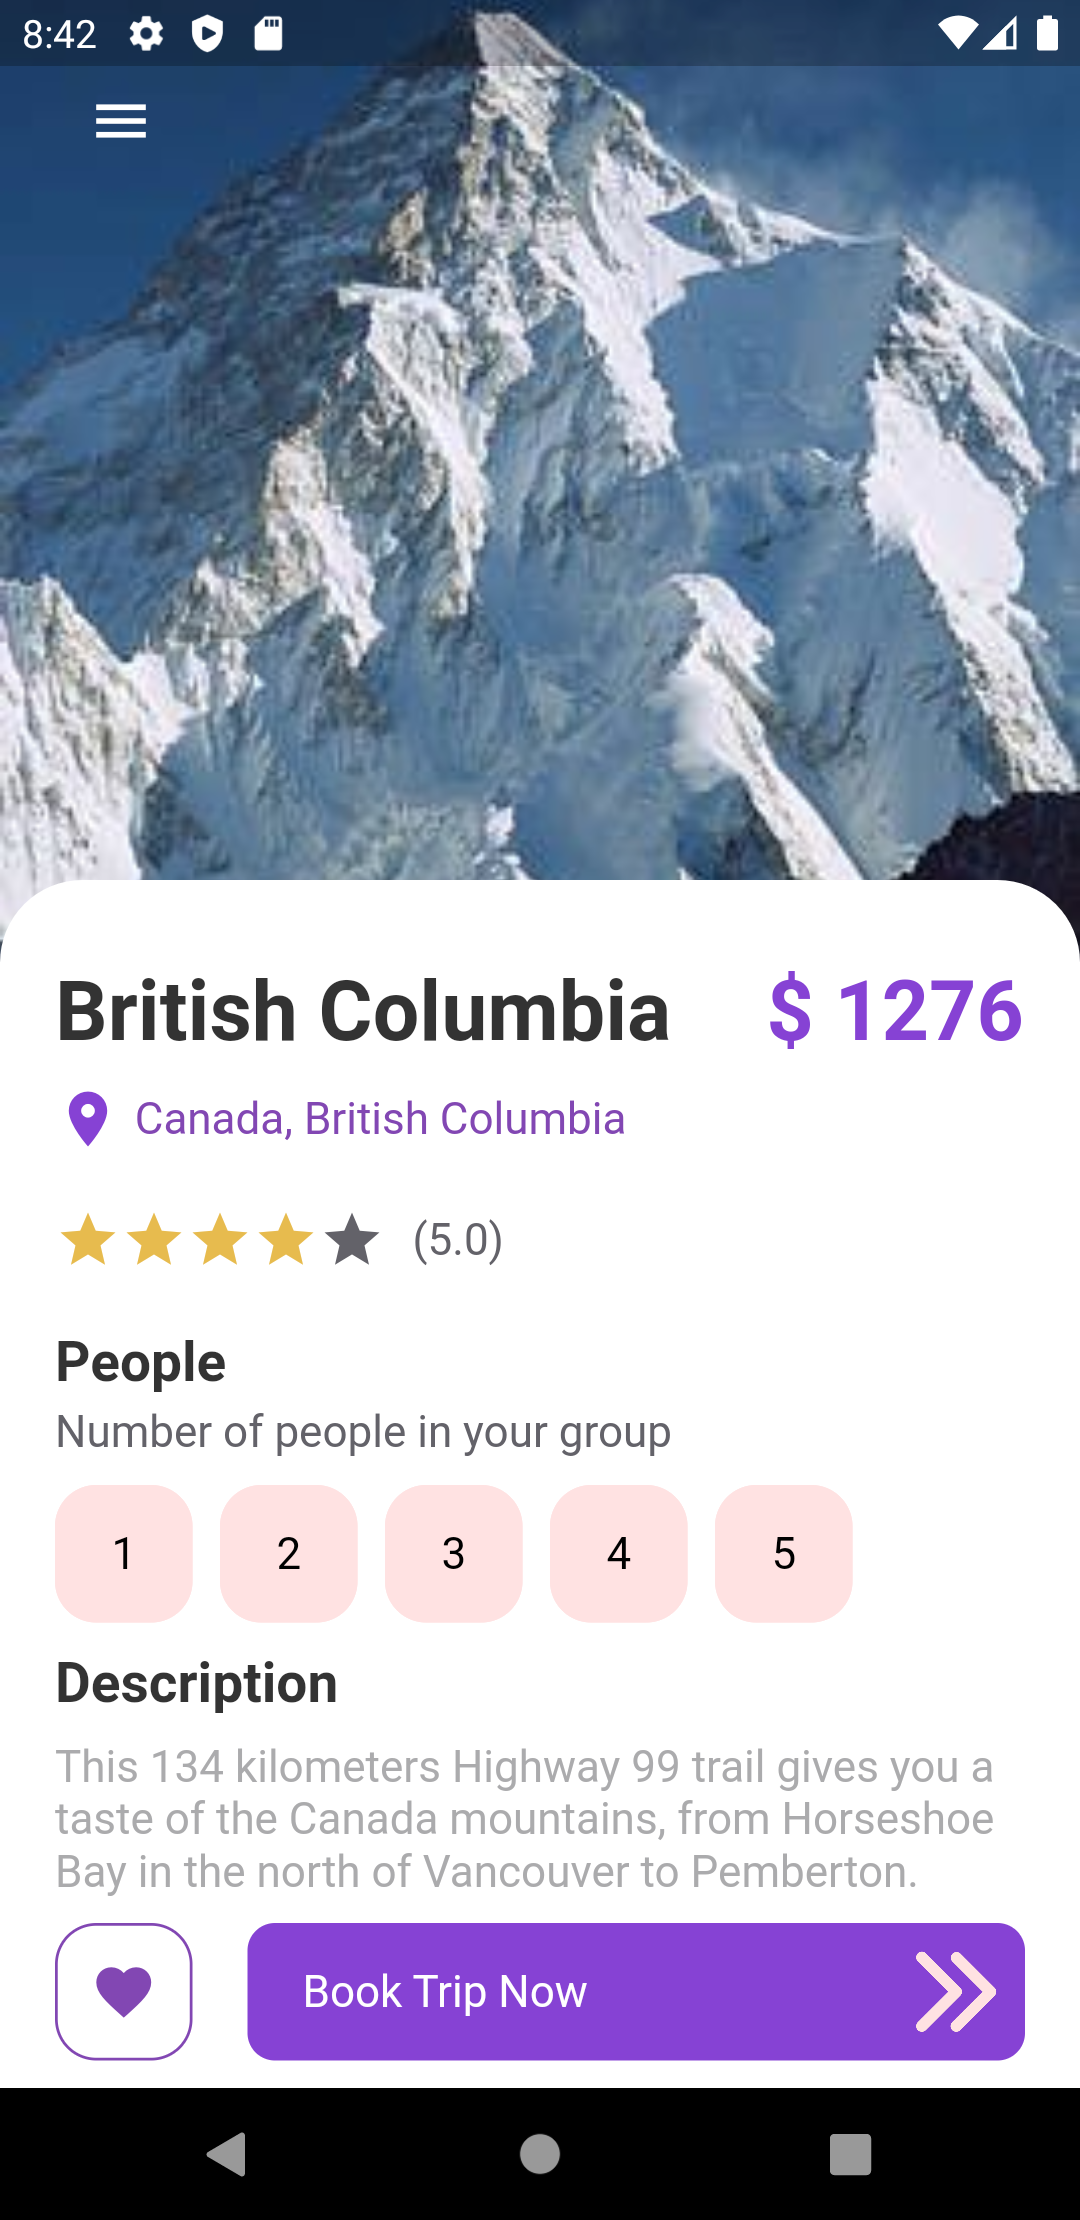 8:42
British Columbia $ 1276
Canada, British Columbia
(5.0)
People
Number of people in your group
1 2 3 4 5
Description
This 134 kilometers Highway 99 trail gives you a
taste of the Canada mountains, from Horseshoe
Bay in the north of Vancouver to Pemberton.
Book Trip Now